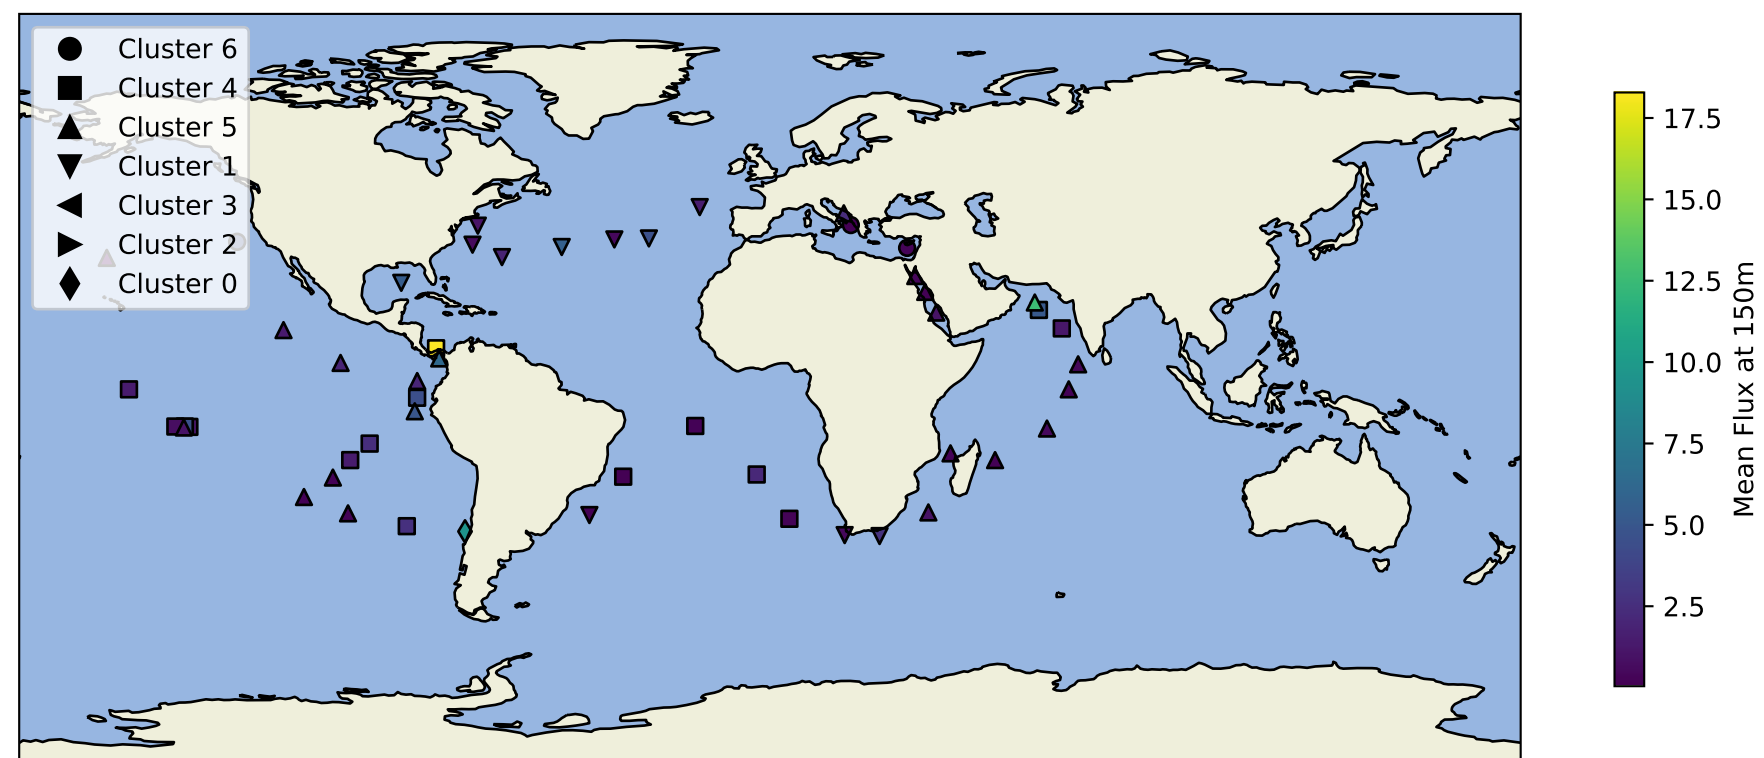 Cluster 6
Cluster 4
Cluster 5
Cluster 1
Cluster 3
Cluster 2
Cluster 0
17.5
15.0
12.5
10.0
7.5
5.0
2.5
Mean Flux at 150m